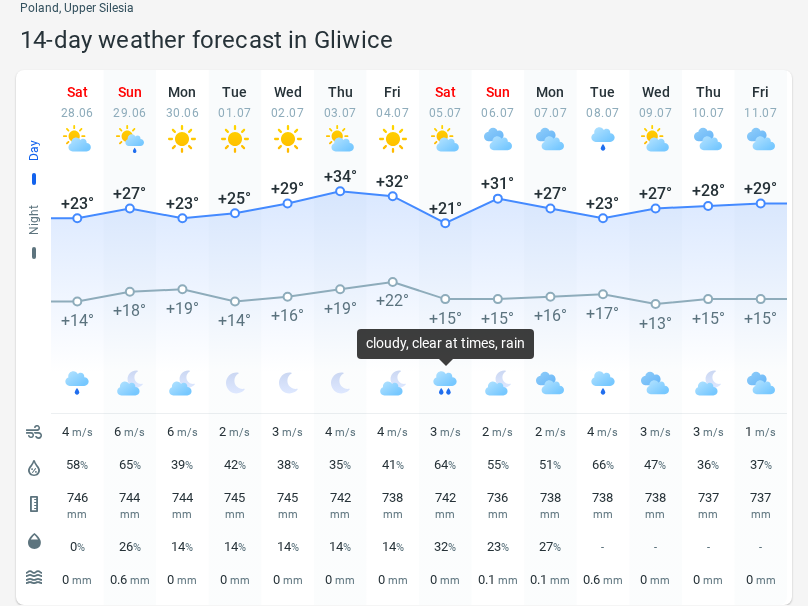 Poland, Upper Silesia
14-day weather forecast in Gliwice
Sat Sun Mon Tue Wed Thu Fri Sat Sun Mon Tue Wed Thu Fri
28.06 29.06 30.06 01.07 02.07 03.07 04.07 05.07 06.07 07.07 08.07 09.07 10.07 11.07
Day
+23° +27° +23° +25° +29° +34° +32° +21° +31° +27° +23° +27° +28° +29°
Night
+14° +18° +19° +14° +16° +19° +22° +15° +15° +16° +17° +13° +15° +15°
cloudy, clear at times, rain
4 m/s 6 m/s 6 m/s 2 m/s 3 m/s 4 m/s 4 m/s 3 m/s 2 m/s 2 m/s 4 m/s 3 m/s 3 m/s 1 m/s
58% 65% 39% 42% 38% 35% 41% 64% 55% 51% 66% 47% 36% 37%
746 744 744 745 745 742 738 742 736 738 738 738 737 737
mm mm mm mm mm mm mm mm mm mm mm mm mm mm
0% 26% 14% 14% 14% 14% 14% 32% 23% 27% - - - -
0 mm 0.6 mm 0 mm 0 mm 0 mm 0 mm 0 mm 0 mm 0.1 mm 0.1 mm 0.6 mm 0 mm 0 mm 0 mm